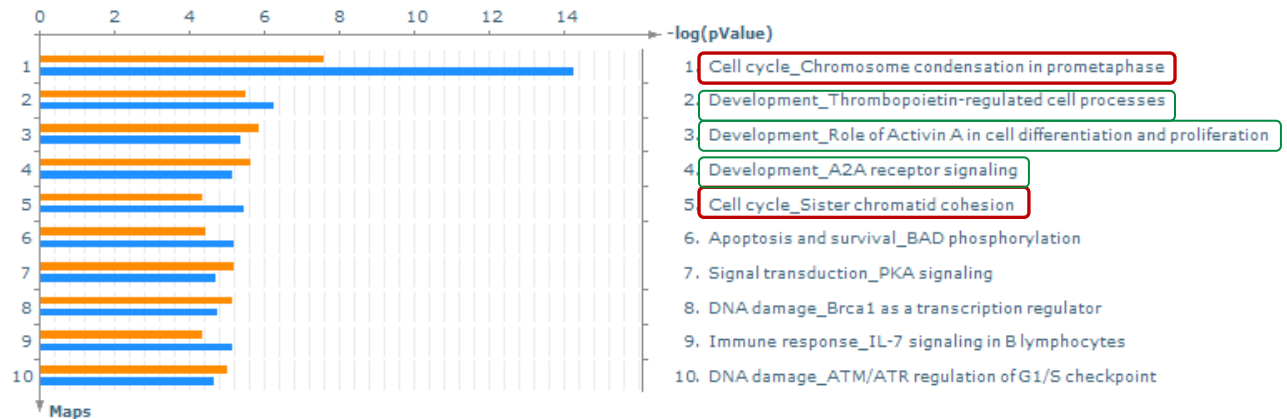 0 2 4 6 8 10 12 14
-log(pValue)
1 1. Cell cycle_Chromosome condensation in prometaphase
2 2. Development_Thrombopoietin-regulated cell processes
3 3. Development_Role of Activin A in cell differentiation and proliferation
4 4. Development_A2A receptor signaling
5 5. Cell cycle_Sister chromatid cohesion
6 6. Apoptosis and survival_BAD phosphorylation
7 7. Signal transduction_PKA signaling
8 8. DNA damage_Brca1 as a transcription regulator
9 9. Immune response_IL-7 signaling in B lymphocytes
10 10. DNA damage_ATM/ATR regulation of G1/S checkpoint
Maps